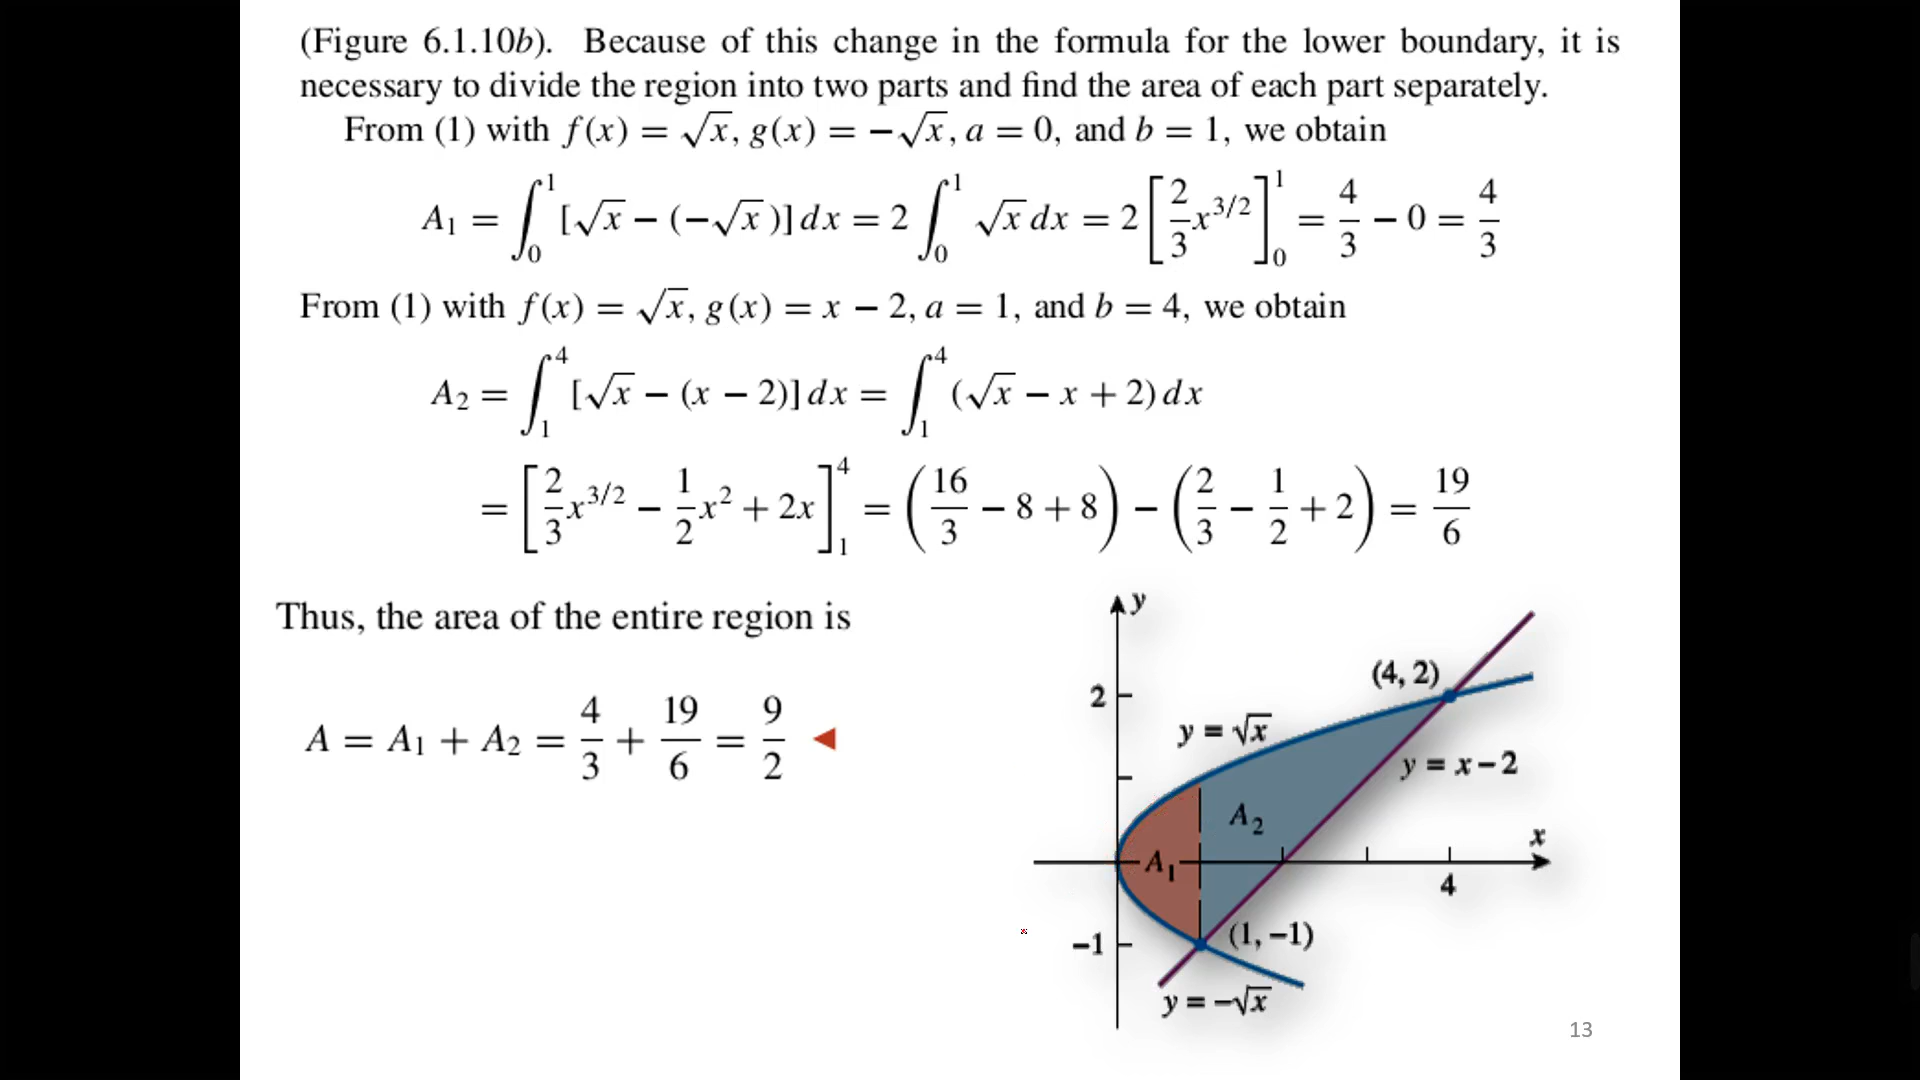 (Figure 6.1.10b). Because of this change in the formula for the lower boundary, it is
necessary to divide the region into two parts and find the area of each part separately.
From (1) with f(x) = √x, g(x) = −√x, a = 0, and b = 1, we obtain
A₁ = ∫₀¹ [√x − (−√x)] dx = 2 ∫₀¹ √x dx = 2 [2/3 x^{3/2}]₀¹ = 4/3 − 0 = 4/3
From (1) with f(x) = √x, g(x) = x − 2, a = 1, and b = 4, we obtain
A₂ = ∫₁⁴ [√x − (x − 2)] dx = ∫₁⁴ (√x − x + 2) dx
= [2/3 x^{3/2} − 1/2 x² + 2x]₁⁴ = (16/3 − 8 + 8) − (2/3 − 1/2 + 2) = 19/6
Thus, the area of the entire region is
A = A₁ + A₂ = 4/3 + 19/6 = 9/2
y
(4, 2)
2
y = √x
y = x − 2
A₂
x
A₁
4
−1
(1, −1)
y = −√x
13